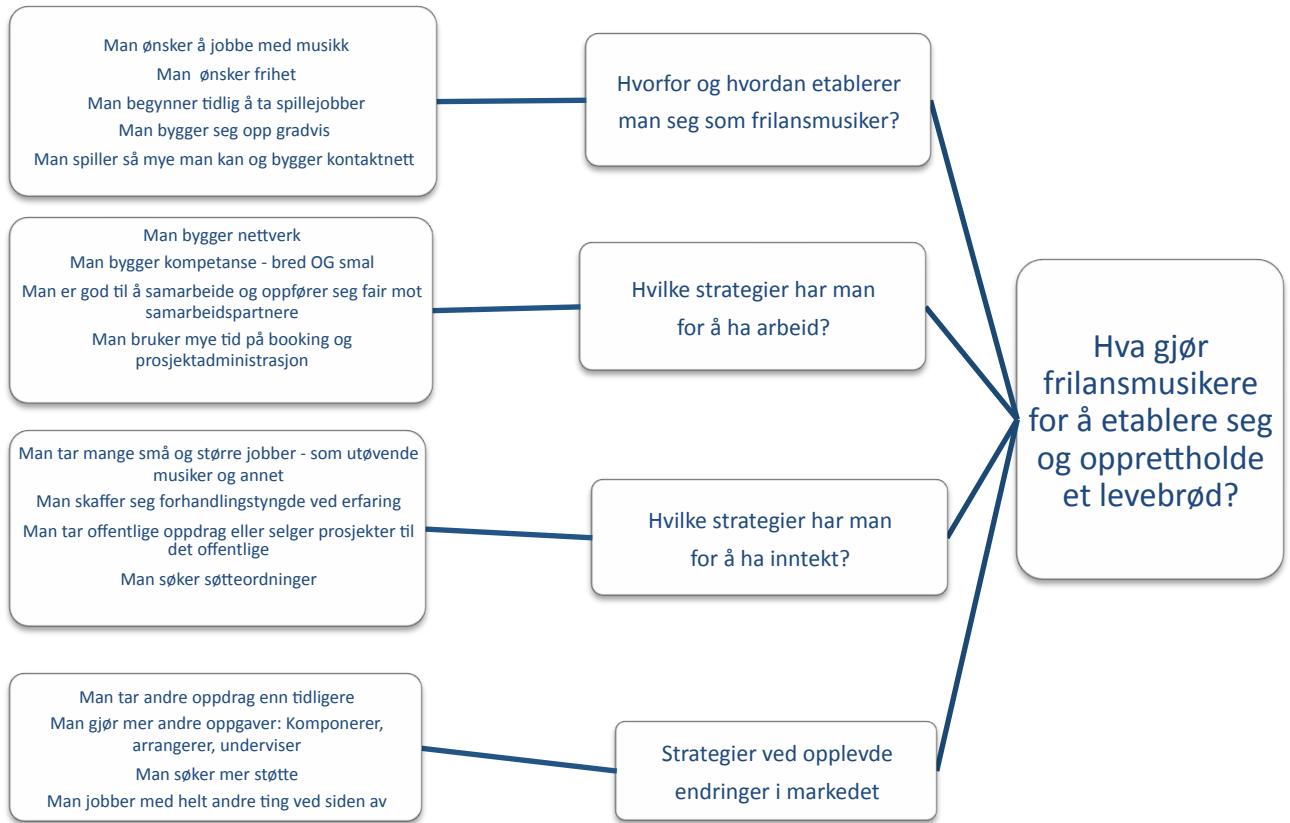 Man ønsker å jobbe med musikk
Man ønsker frihet
Man begynner tidlig å ta spillejobber
Man bygger seg opp gradvis
Man spiller så mye man kan og bygger kontaktnett
Hvorfor og hvordan etablerer
man seg som frilansmusiker?
Man bygger nettverk
Man bygger kompetanse - bred OG smal
Man er god til å samarbeide og oppfører seg fair mot
samarbeidspartnere
Man bruker mye tid på booking og
prosjektadministrasjon
Hvilke strategier har man
for å ha arbeid?
Man tar mange små og større jobber - som utøvende
musiker og annet
Man skaffer seg forhandlingstyngde ved erfaring
Man tar offentlige oppdrag eller selger prosjekter til
det offentlige
Man søker søtteordninger
Hvilke strategier har man
for å ha inntekt?
Man tar andre oppdrag enn tidligere
Man gjør mer andre oppgaver: Komponerer,
arrangerer, underviser
Man søker mer støtte
Man jobber med helt andre ting ved siden av
Strategier ved opplevde
endringer i markedet
Hva gjør
frilansmusikere
for å etablere seg
og opprettholde
et levebrød?